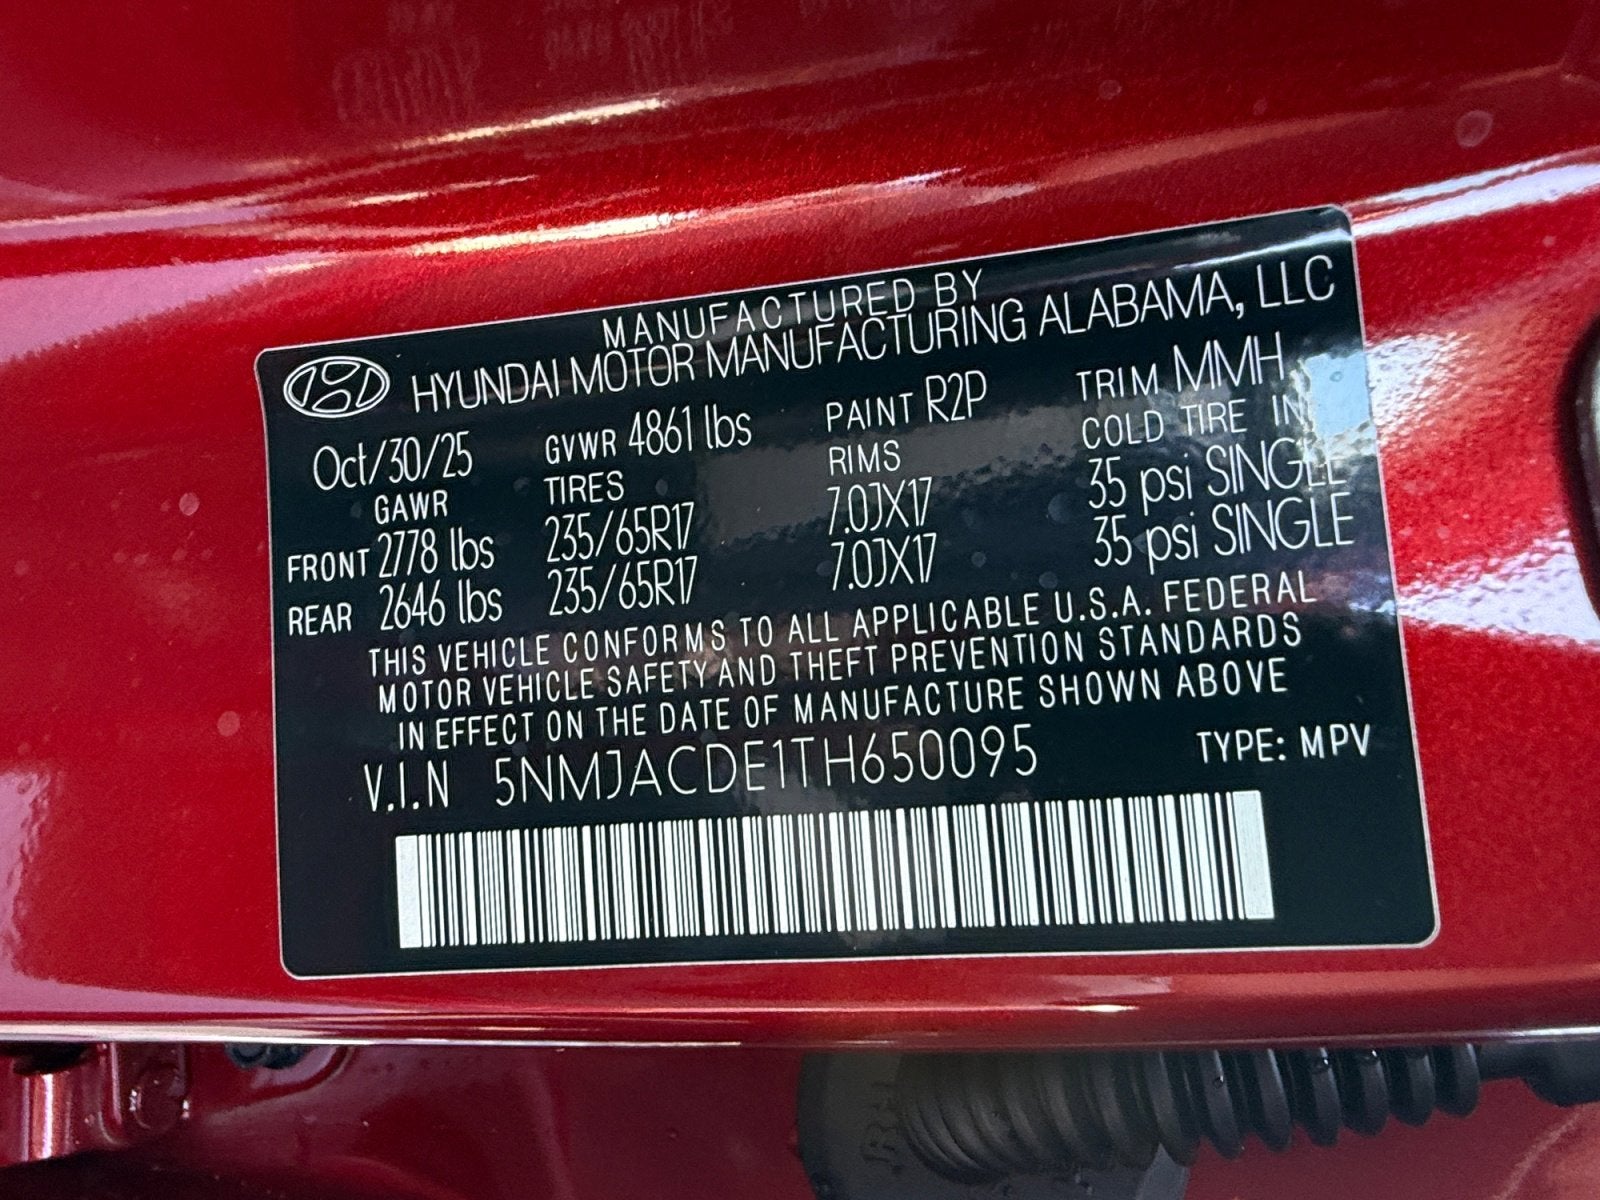 MANUFACTURED BY
HYUNDAI MOTOR MANUFACTURING ALABAMA, LLC
Oct/30/25 GVWR 4861 lbs PAINT R2P TRIM MMH
GAWR TIRES RIMS COLD TIRE INF
FRONT 2778 lbs 235/65R17 7.0JX17 35 psi SINGLE
REAR 2646 lbs 235/65R17 7.0JX17 35 psi SINGLE
THIS VEHICLE CONFORMS TO ALL APPLICABLE U.S.A. FEDERAL
MOTOR VEHICLE SAFETY AND THEFT PREVENTION STANDARDS
IN EFFECT ON THE DATE OF MANUFACTURE SHOWN ABOVE
V.I.N 5NMJACDE1TH650095 TYPE: MPV